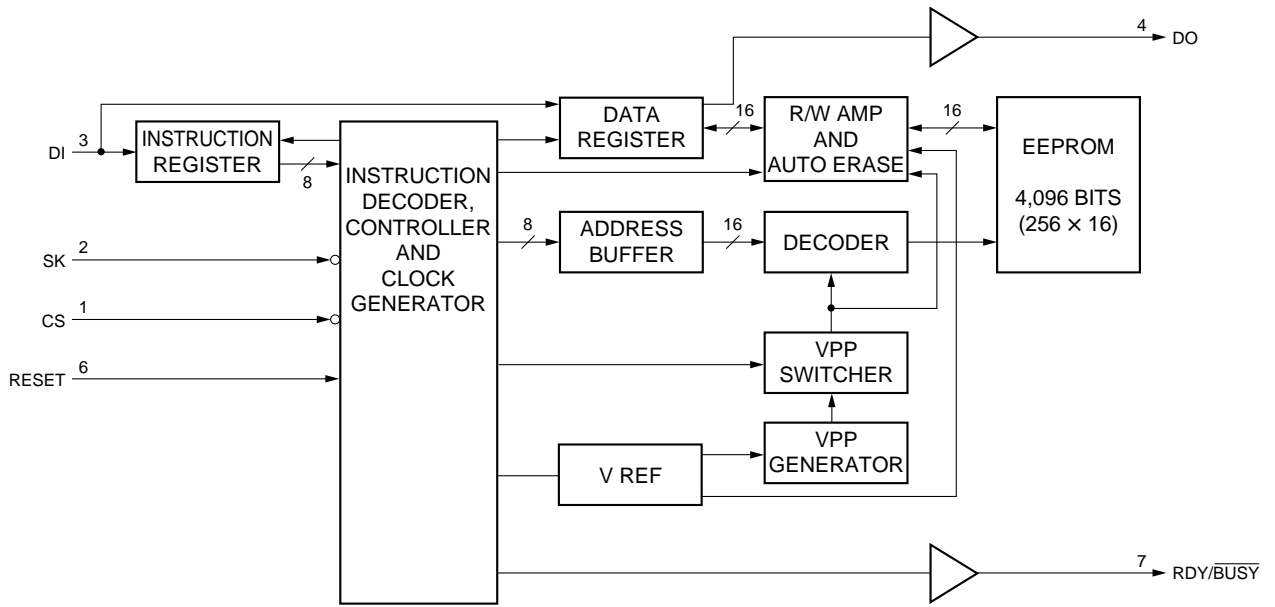 4
DO
DATA
REGISTER
16
R/W AMP
AND
AUTO ERASE
16
EEPROM
4,096 BITS
(256 × 16)
DI
3
INSTRUCTION
REGISTER
8
INSTRUCTION
DECODER,
CONTROLLER
AND
CLOCK
GENERATOR
8
ADDRESS
BUFFER
16
DECODER
SK
2
CS
1
RESET
6
VPP
SWITCHER
VPP
GENERATOR
V REF
7
RDY/BUSY